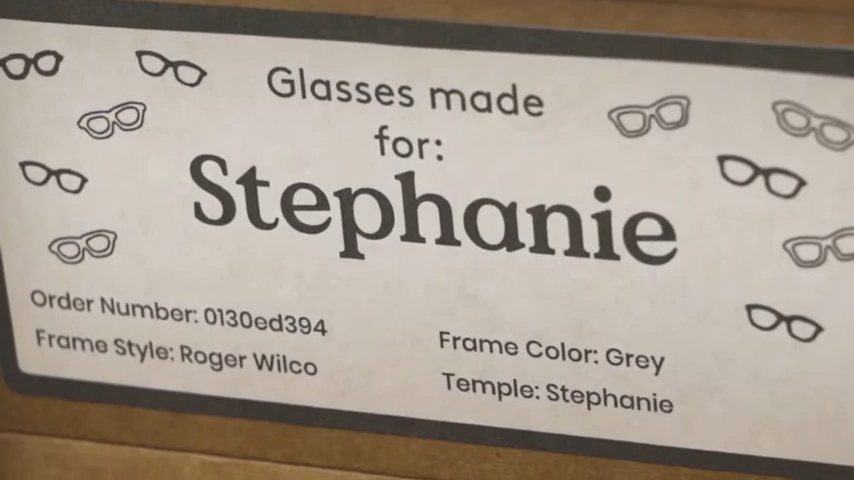 Glasses made
for:
Stephanie
Order Number: 0130ed394
Frame Style: Roger Wilco
Frame Color: Grey
Temple: Stephanie